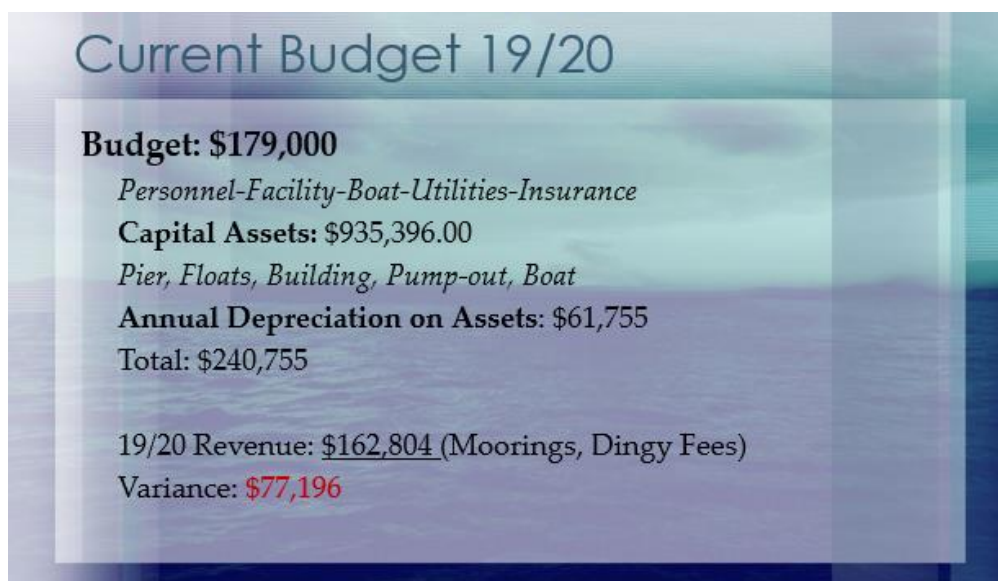 Current Budget 19/20
Budget: $179,000
Personnel-Facility-Boat-Utilities-Insurance
Capital Assets: $935,396.00
Pier, Floats, Building, Pump-out, Boat
Annual Depreciation on Assets: $61,755
Total: $240,755
19/20 Revenue: $162,804 (Moorings, Dingy Fees)
Variance: $77,196